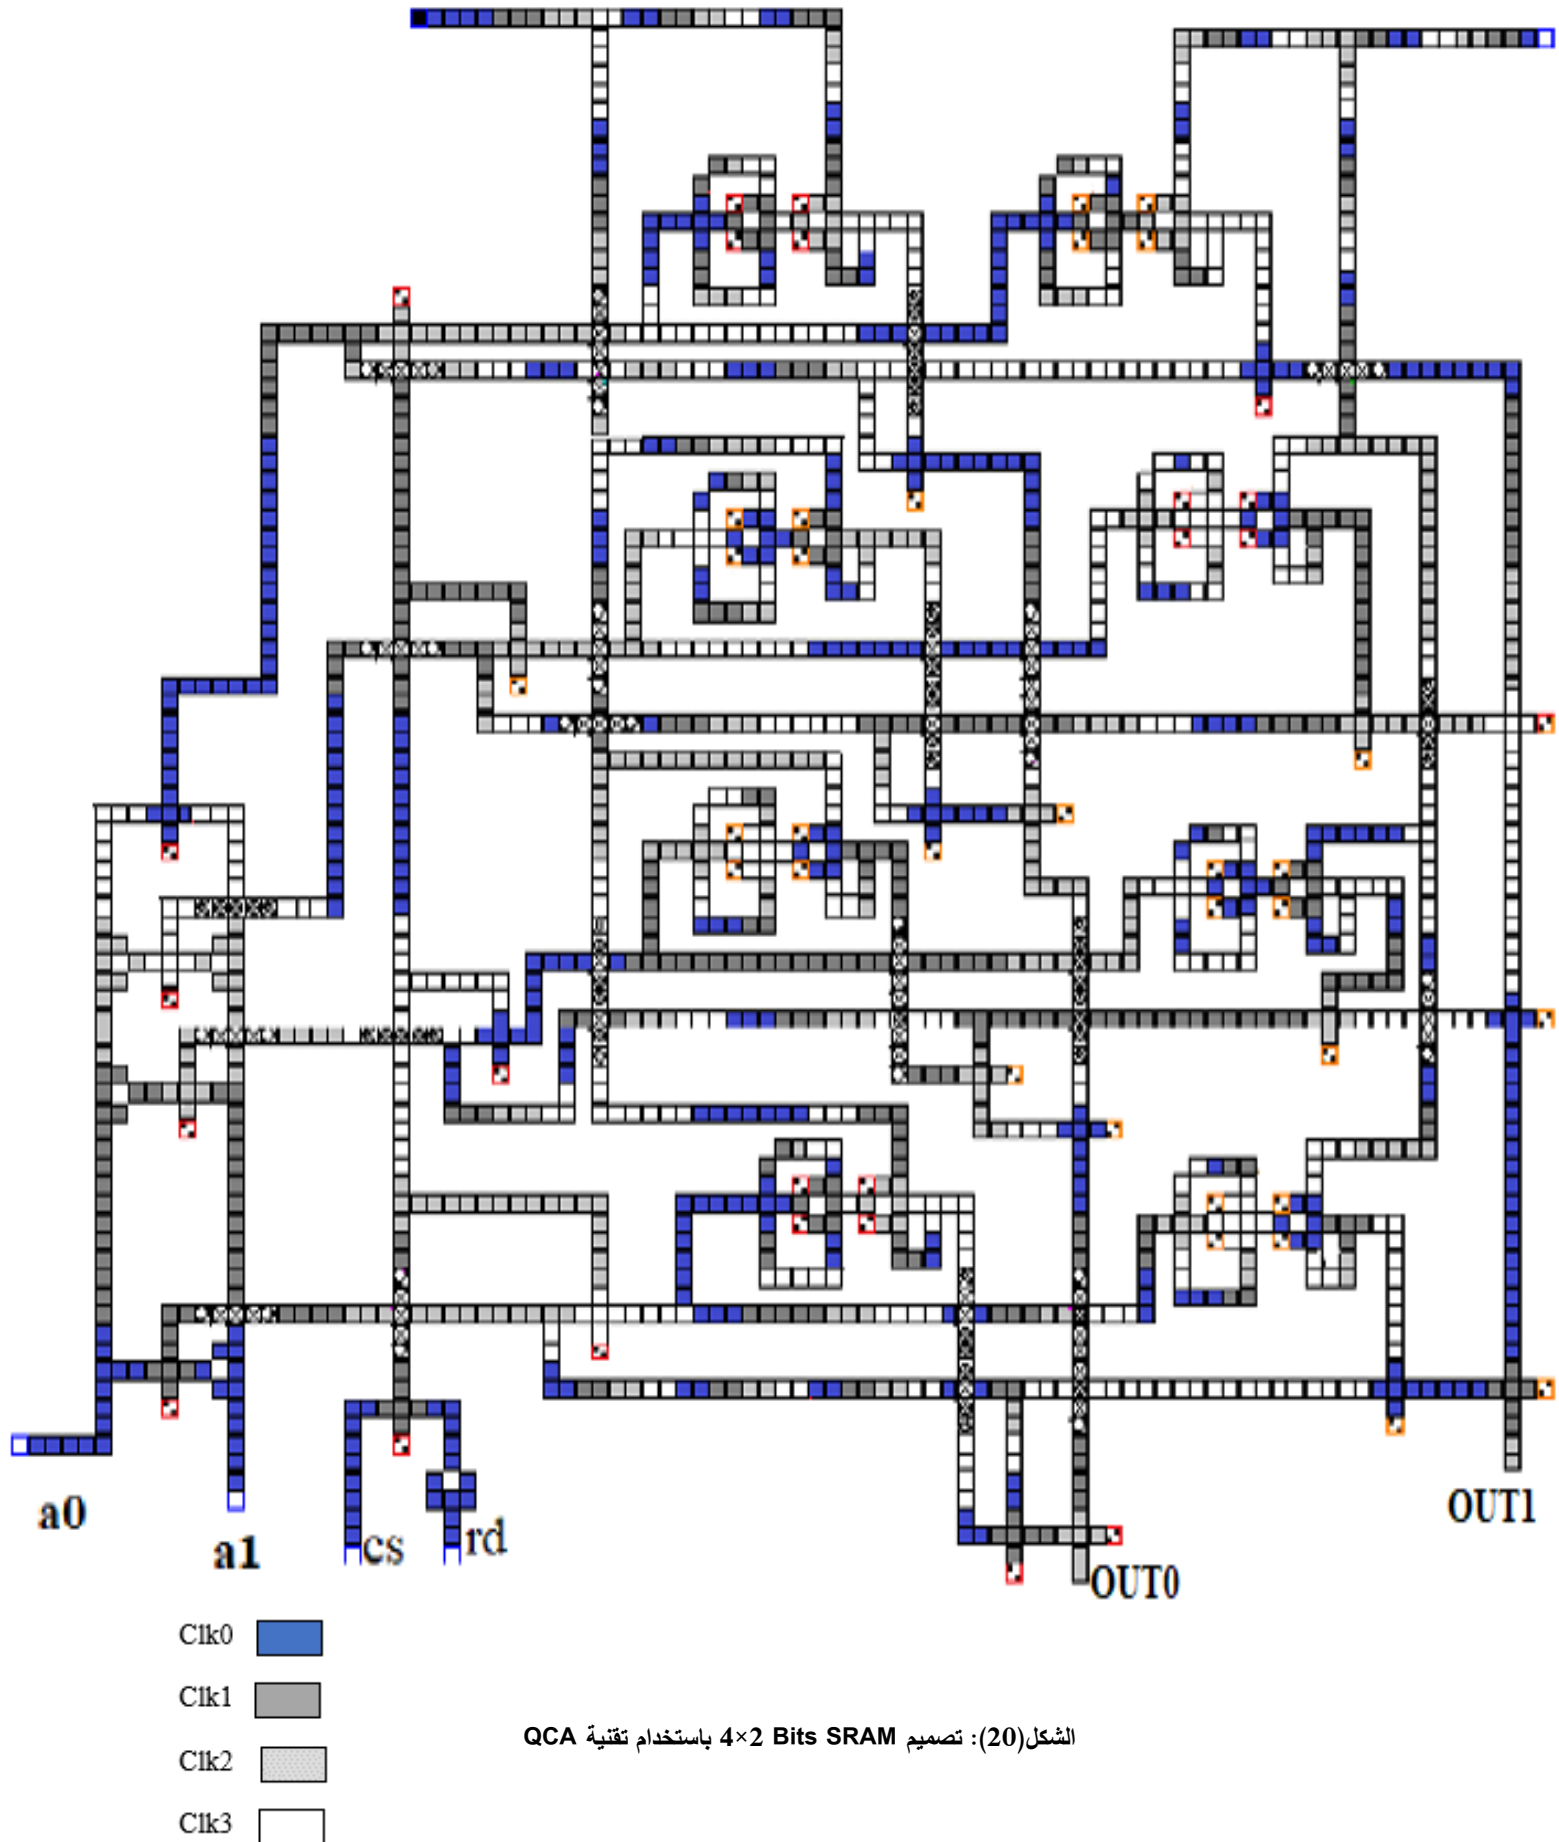 OUT1
a0
a1
cs
rd
OUT0
Clk0
Clk1
الشكل(20): تصميم 4×2 Bits SRAM باستخدام تقنية QCA
Clk2
Clk3